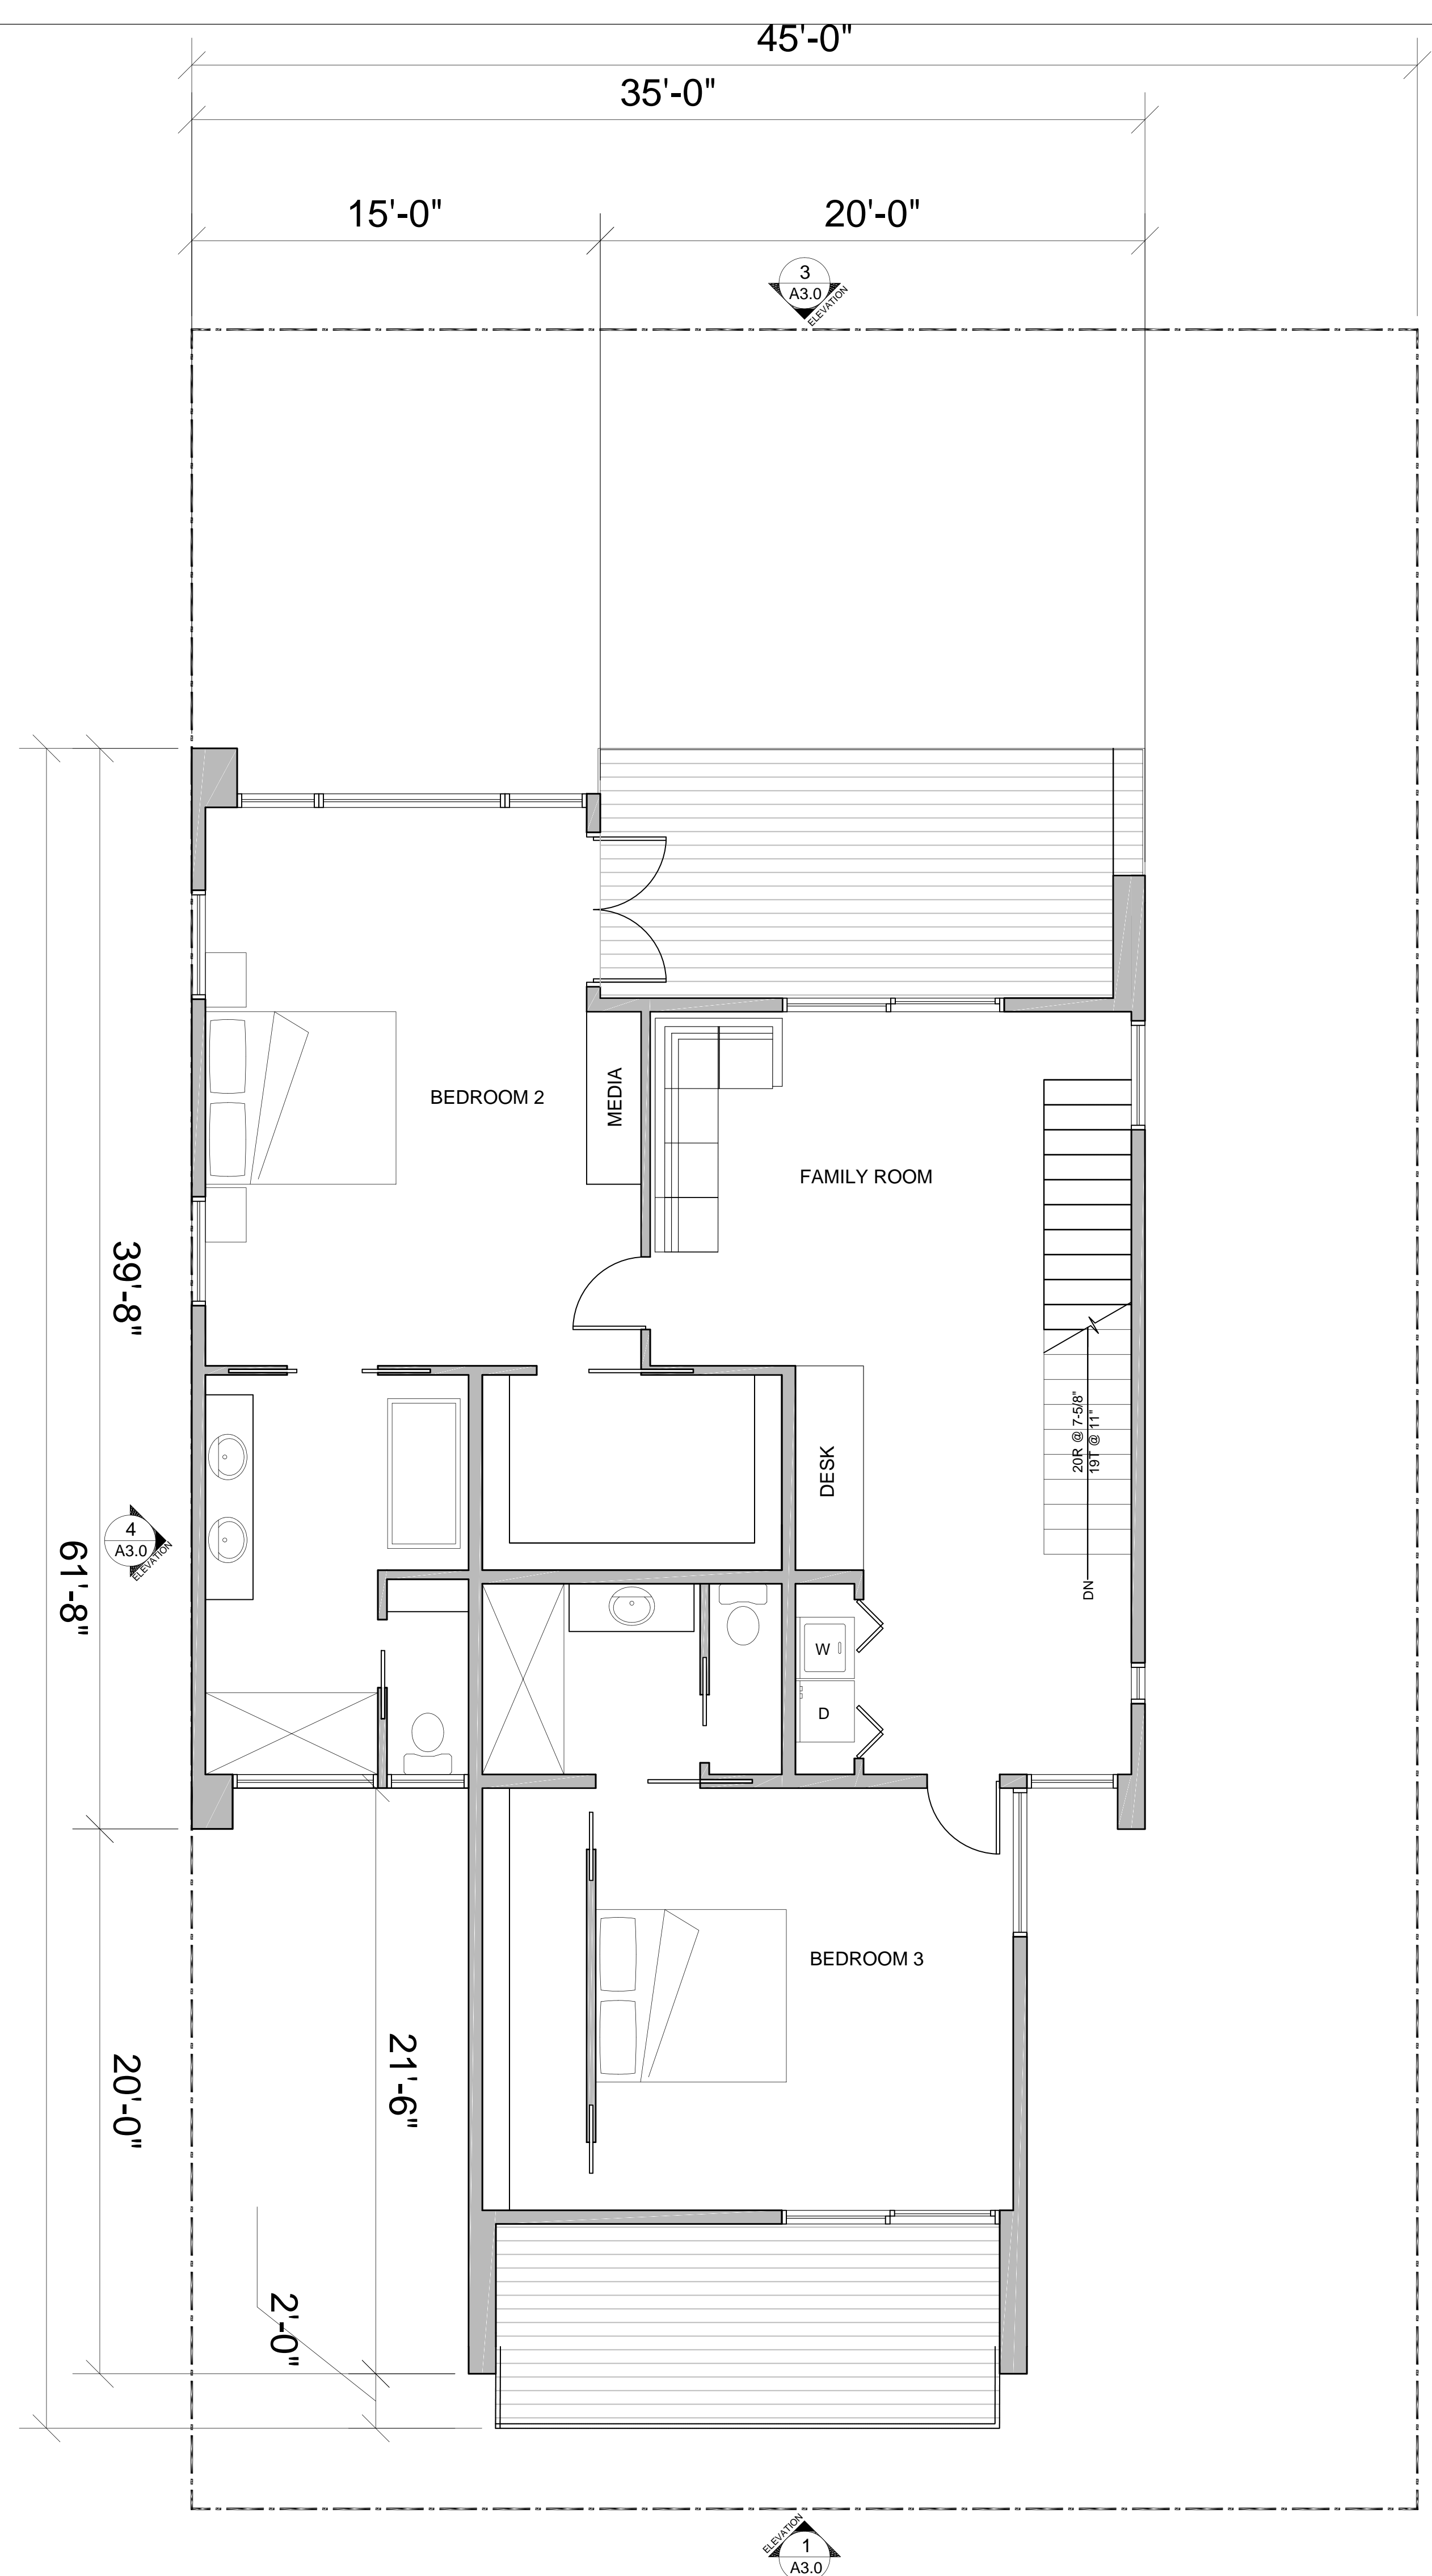 45'-0"
35'-0"
15'-0"
20'-0"
3
A3.0
ELEVATION
BEDROOM 2
MEDIA
FAMILY ROOM
39'-8"
20R @ 7-5/8"
19T @ 11"
DESK
4
A3.0
ELEVATION
61'-8"
DN
W
D
BEDROOM 3
21'-6"
20'-0"
2'-0"
ELEVATION
1
A3.0